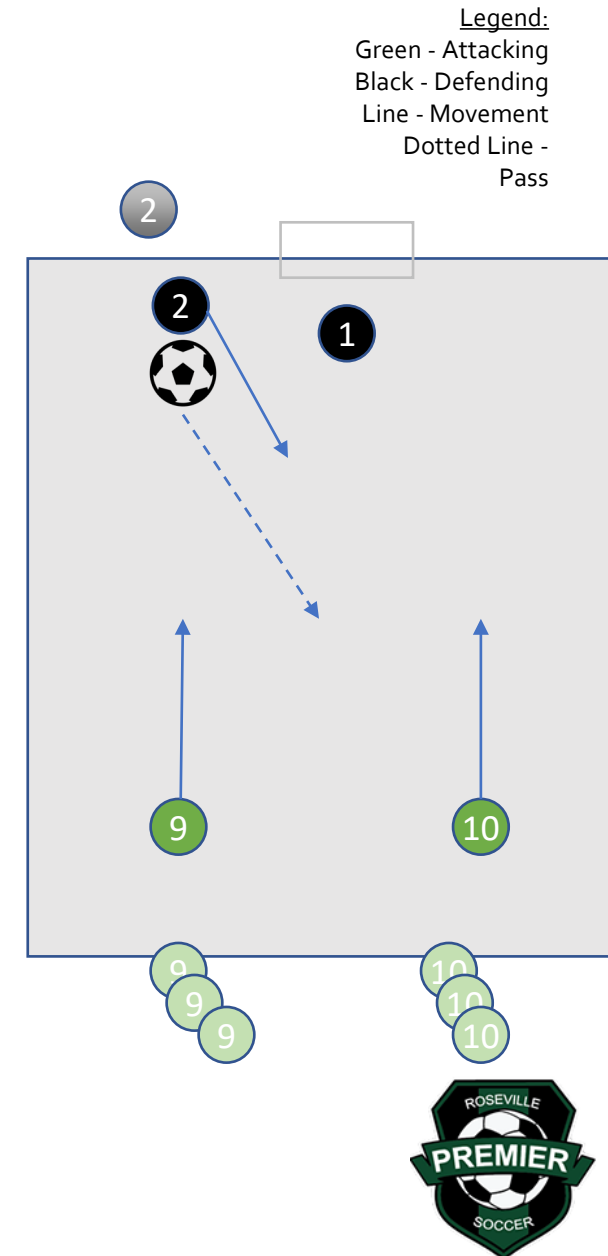 Legend:
Green - Attacking
Black - Defending
Line - Movement
Dotted Line -
Pass
2
2
1
9
10
9
10
9
10
9
10
ROSEVILLE
PREMIER
SOCCER